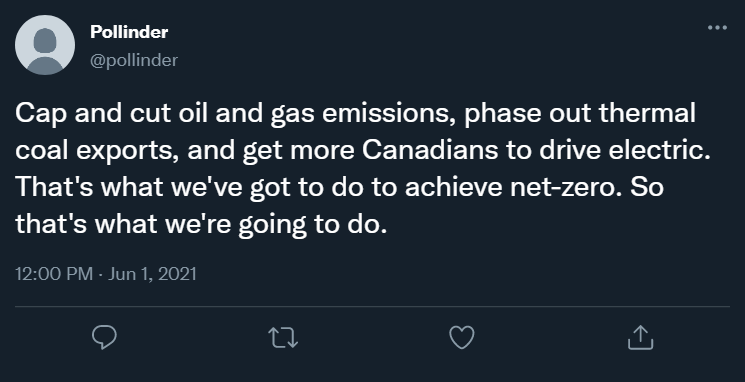 Pollinder
@pollinder
Cap and cut oil and gas emissions, phase out thermal
coal exports, and get more Canadians to drive electric.
That's what we've got to do to achieve net-zero. So
that's what we're going to do.
12:00 PM · Jun 1, 2021